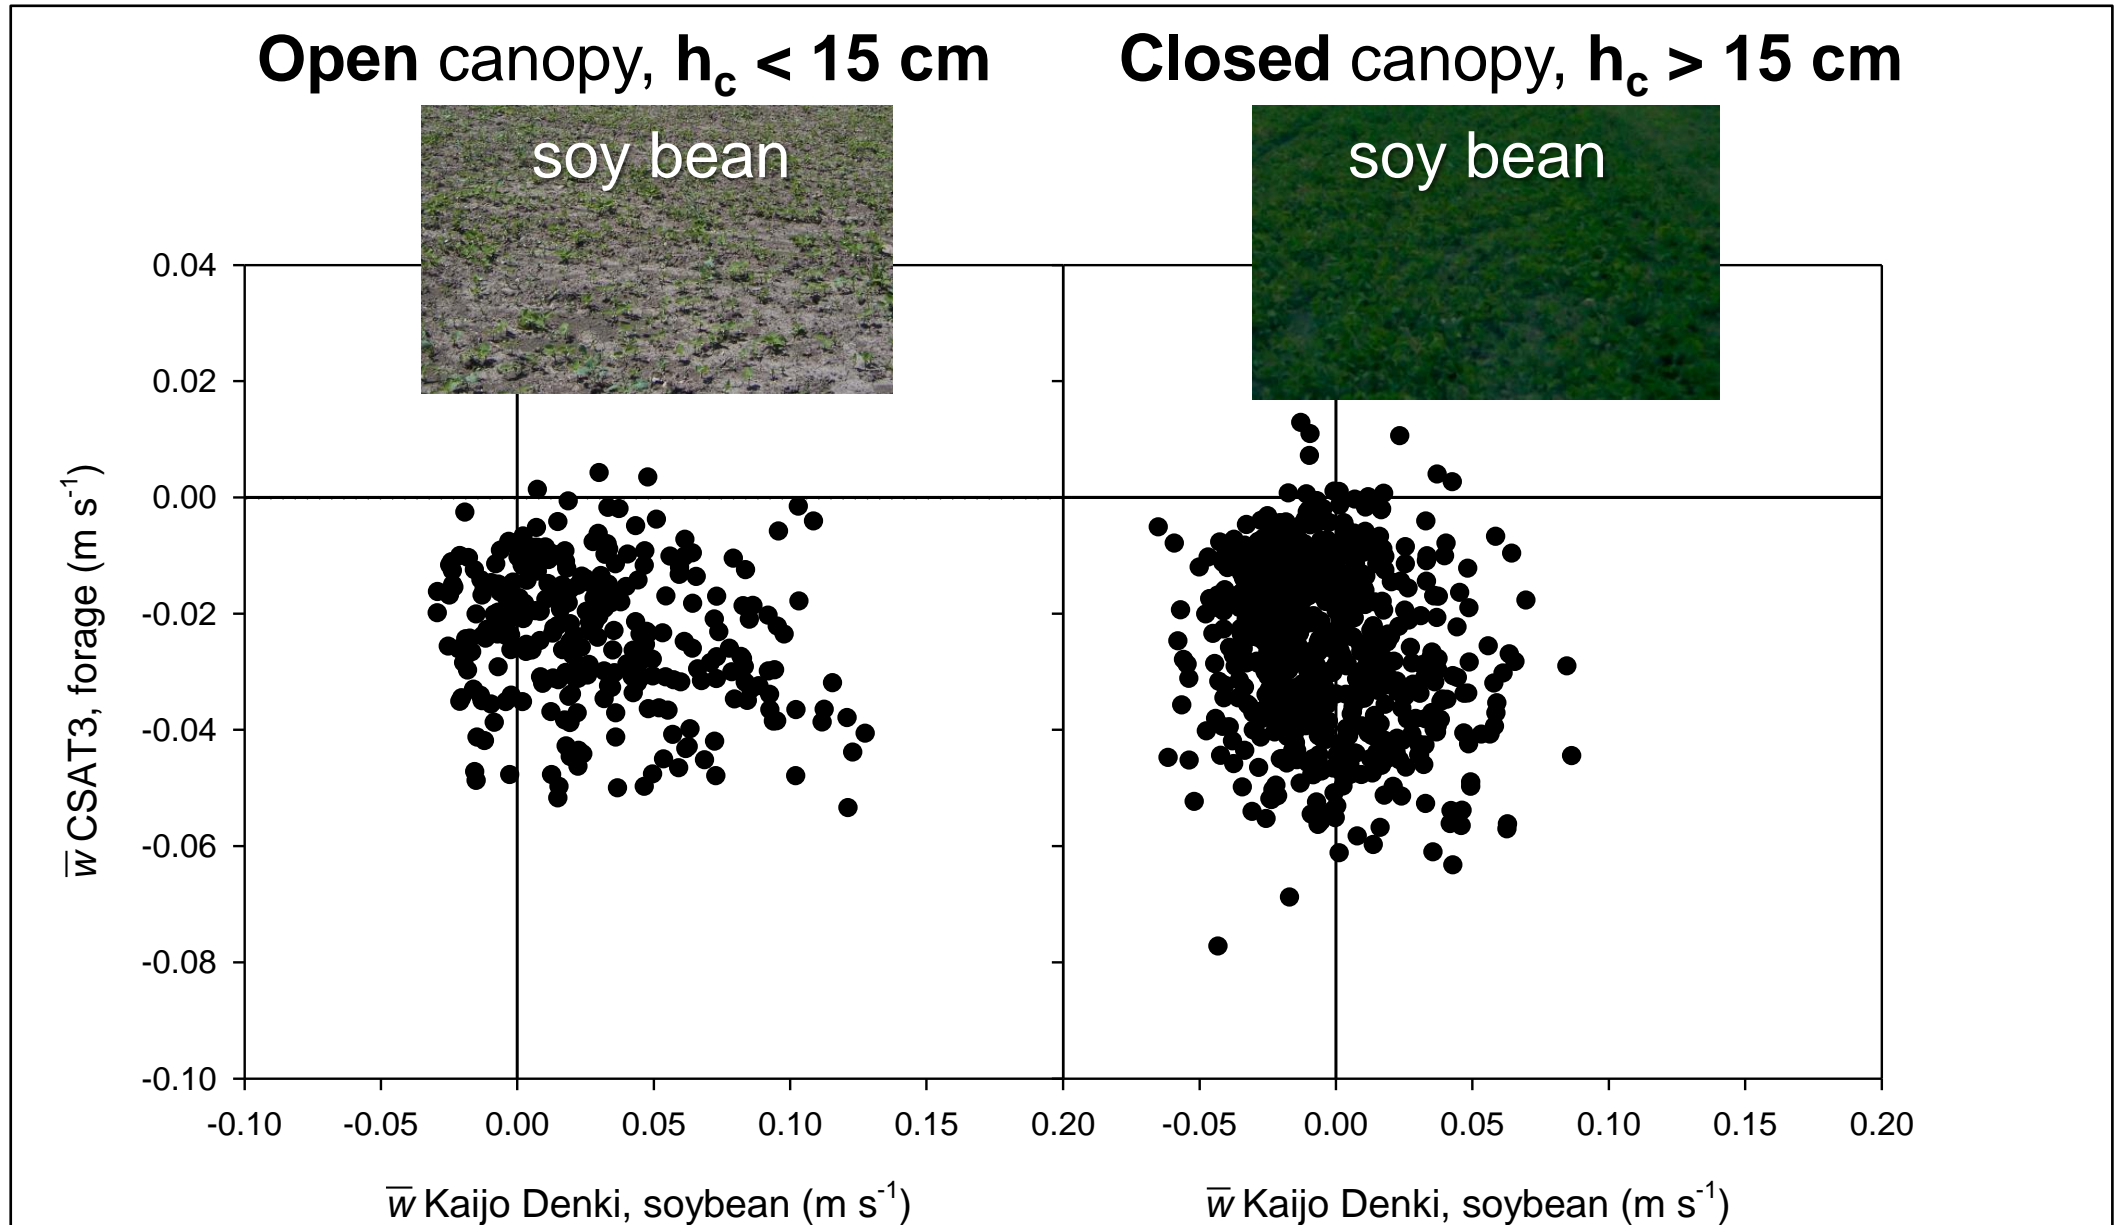 Open canopy, hc < 15 cm
Closed canopy, hc > 15 cm
soy bean
soy bean
0.04
0.02
0.00
-0.02
-0.04
-0.06
-0.08
-0.10
w̅ CSAT3, forage (m s-1)
-0.10 -0.05 0.00 0.05 0.10 0.15 0.20 -0.05 0.00 0.05 0.10 0.15 0.20
w̅ Kaijo Denki, soybean (m s-1)
w̅ Kaijo Denki, soybean (m s-1)